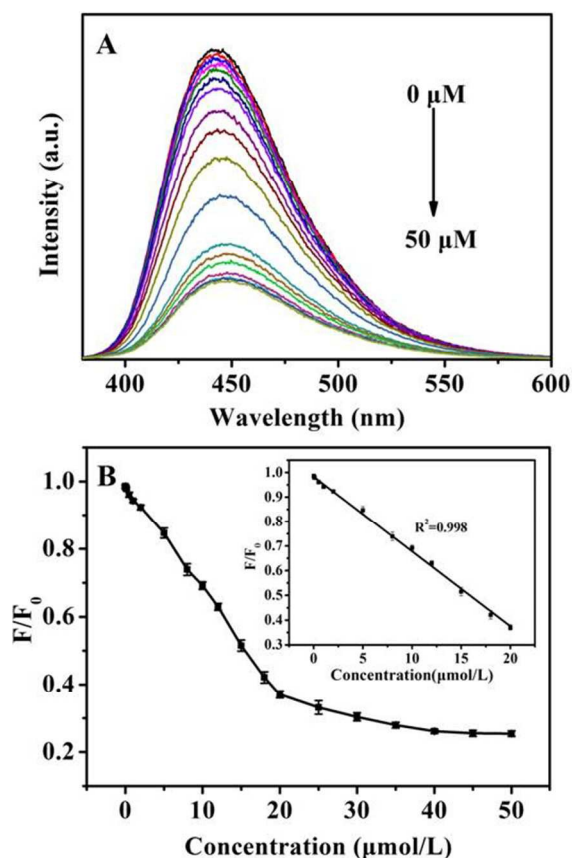 A
0 μM
50 μM
Intensity (a.u.)
400 450 500 550 600
Wavelength (nm)
B
1.0
0.8
0.6
0.4
0.2
F/F0
0 10 20 30 40 50
Concentration (μmol/L)
1.0
0.9
0.8
0.7
0.6
0.5
0.4
0.3
F/F0
R²=0.998
0 5 10 15 20
Concentration(μmol/L)